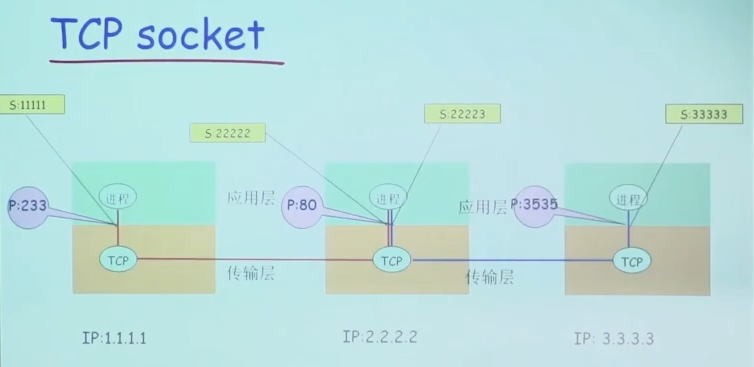 TCP socket
S:11111
S:22222
S:22223
S:33333
P:233
进程
应用层
P:80
进程
应用层
P:3535
进程
TCP
传输层
TCP
传输层
TCP
IP:1.1.1.1
IP:2.2.2.2
IP: 3.3.3.3